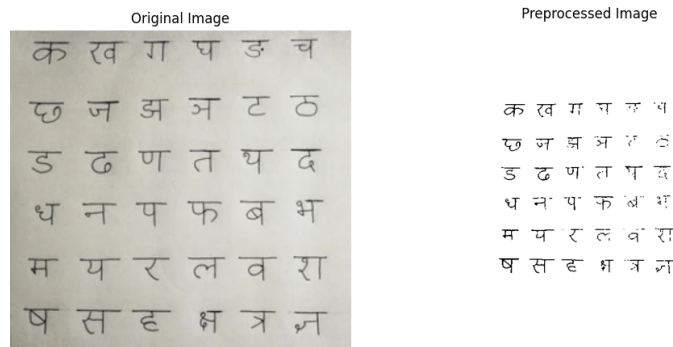 Original Image
क ख ग घ ङ च
छ ज झ ञ ट ठ
ड ढ ण त थ द
ध न प फ ब भ
म य र ल व श
ष स ह क्ष त्र ज्ञ
Preprocessed Image
क ख ग
छ ज झ ञ
ड ढ ण त थ द
ध न प फ ब भ
म य र ल व श
ष स ह क्ष त्र ज्ञ